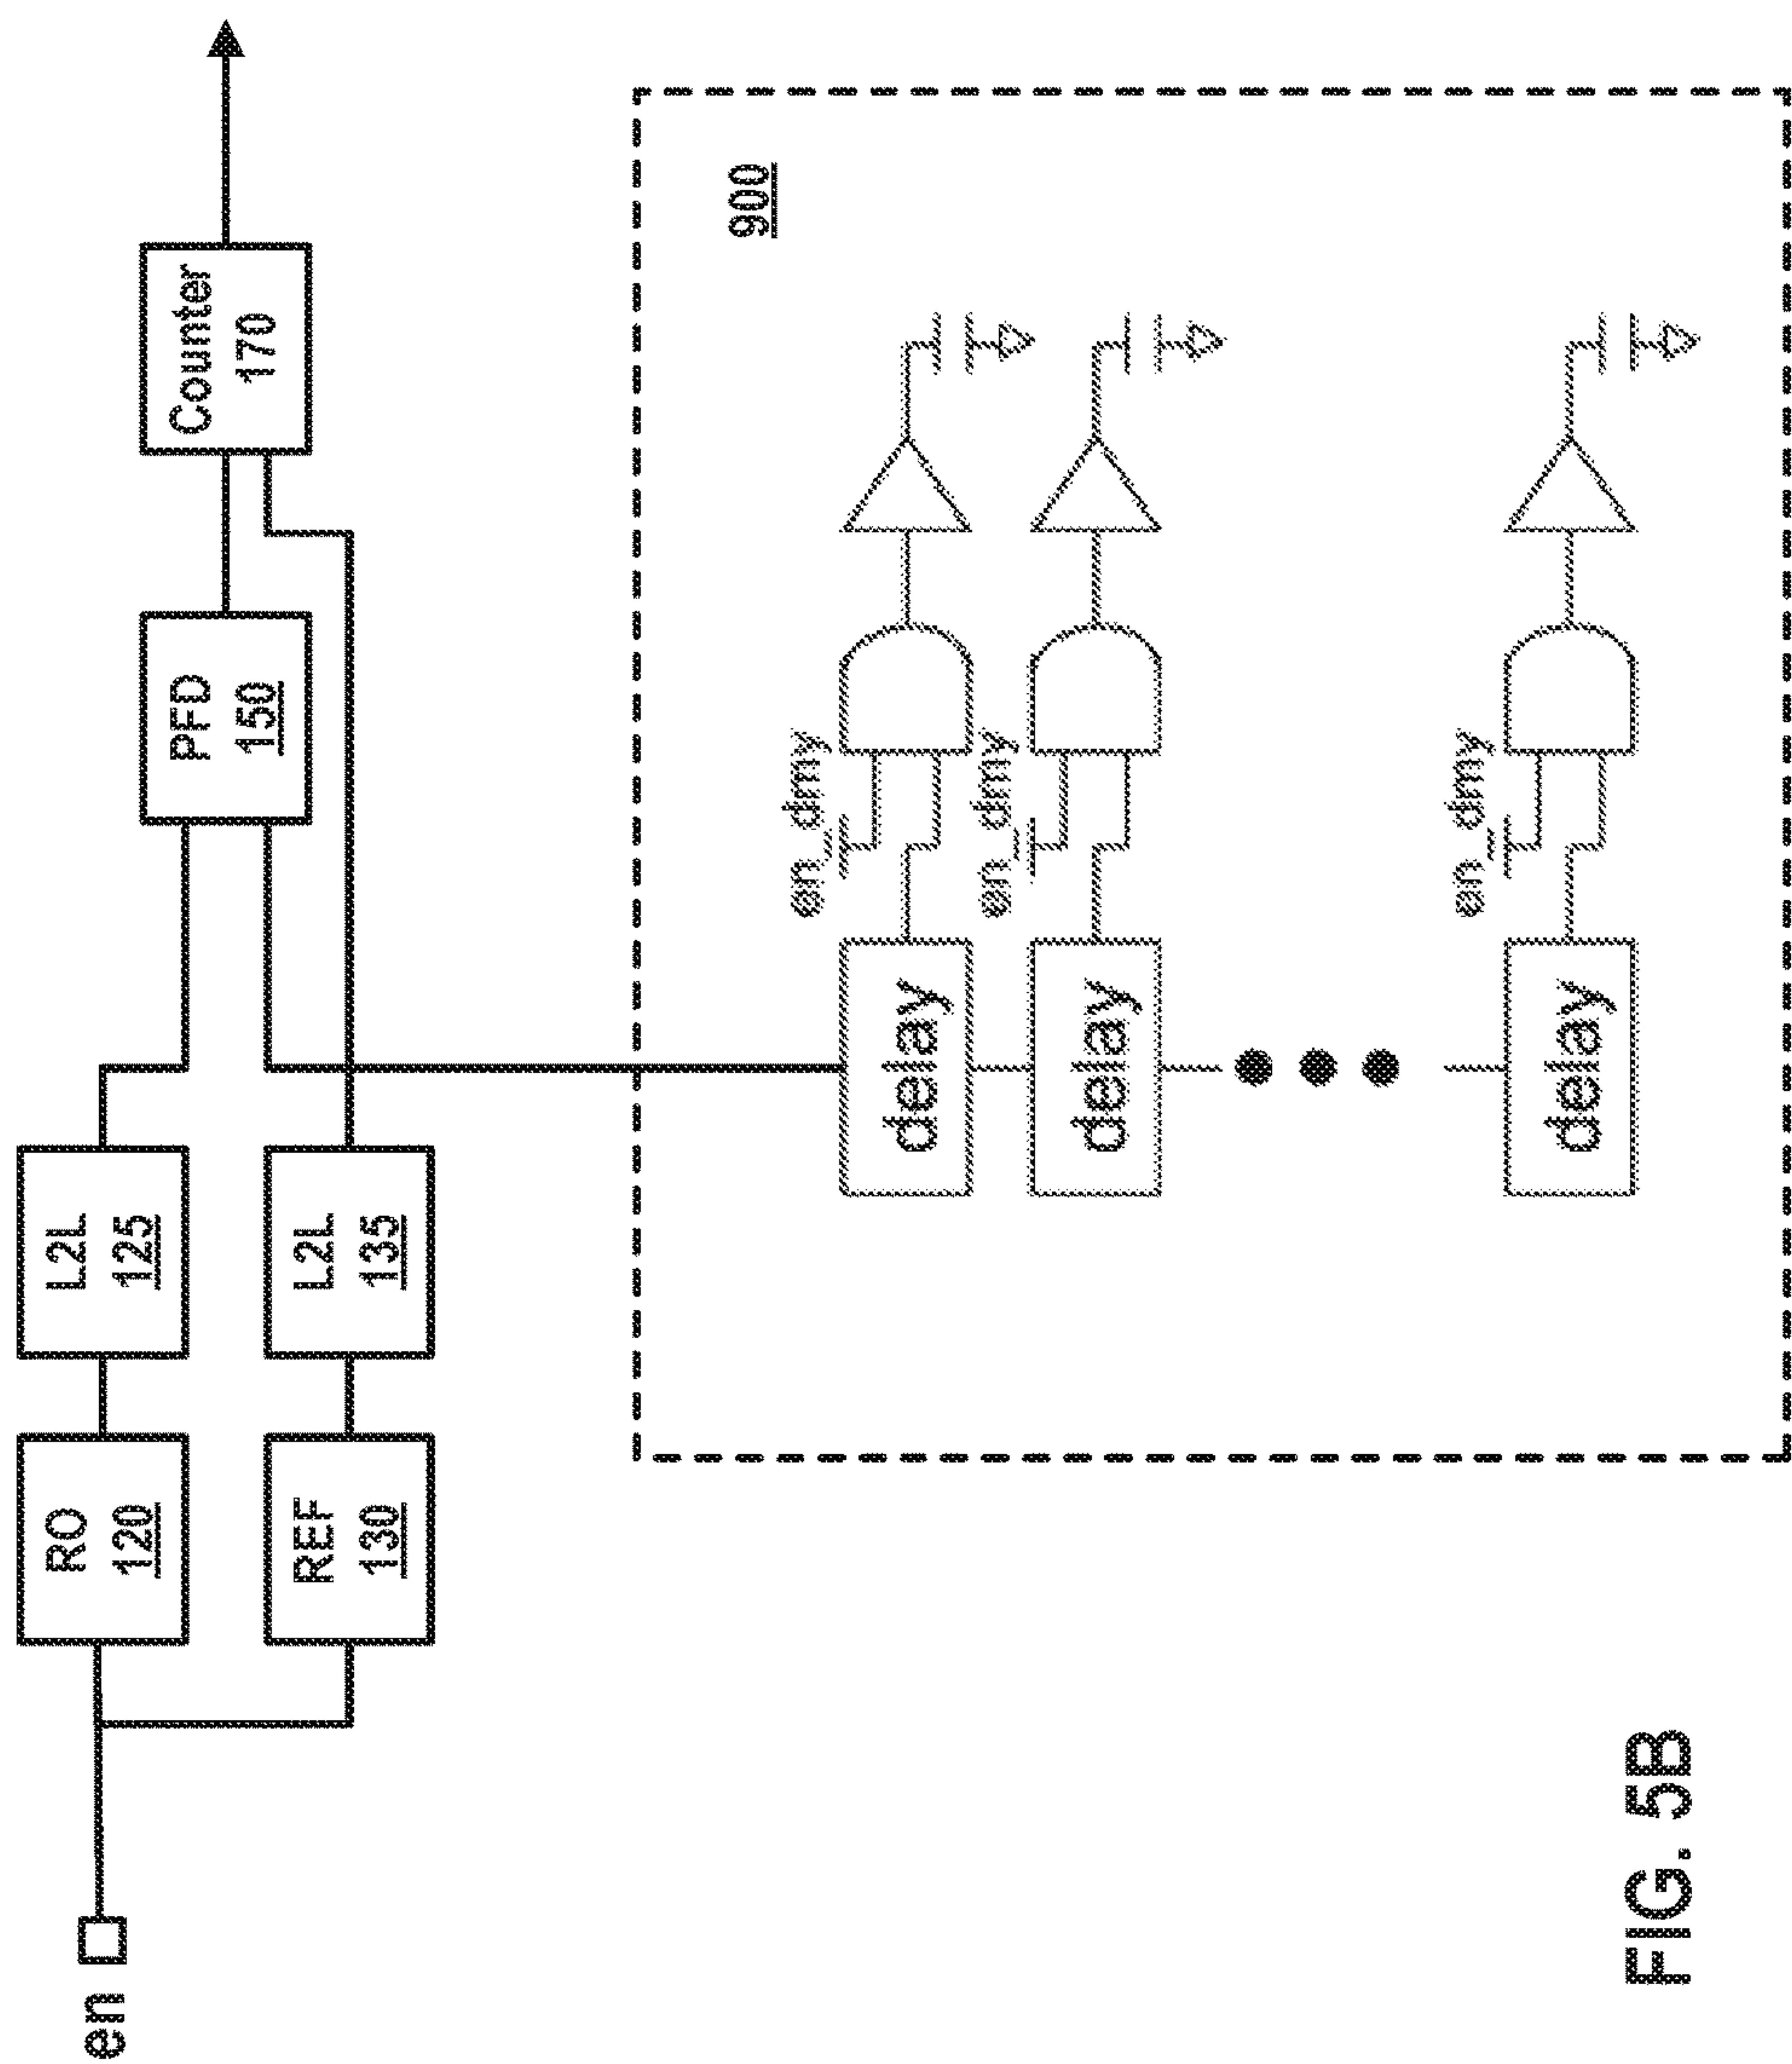 en
RO
120
L2L
125
REF
130
L2L
135
PFD
150
Counter
170
900
delay
en_dmy
delay
en_dmy
delay
en_dmy
FIG. 5B